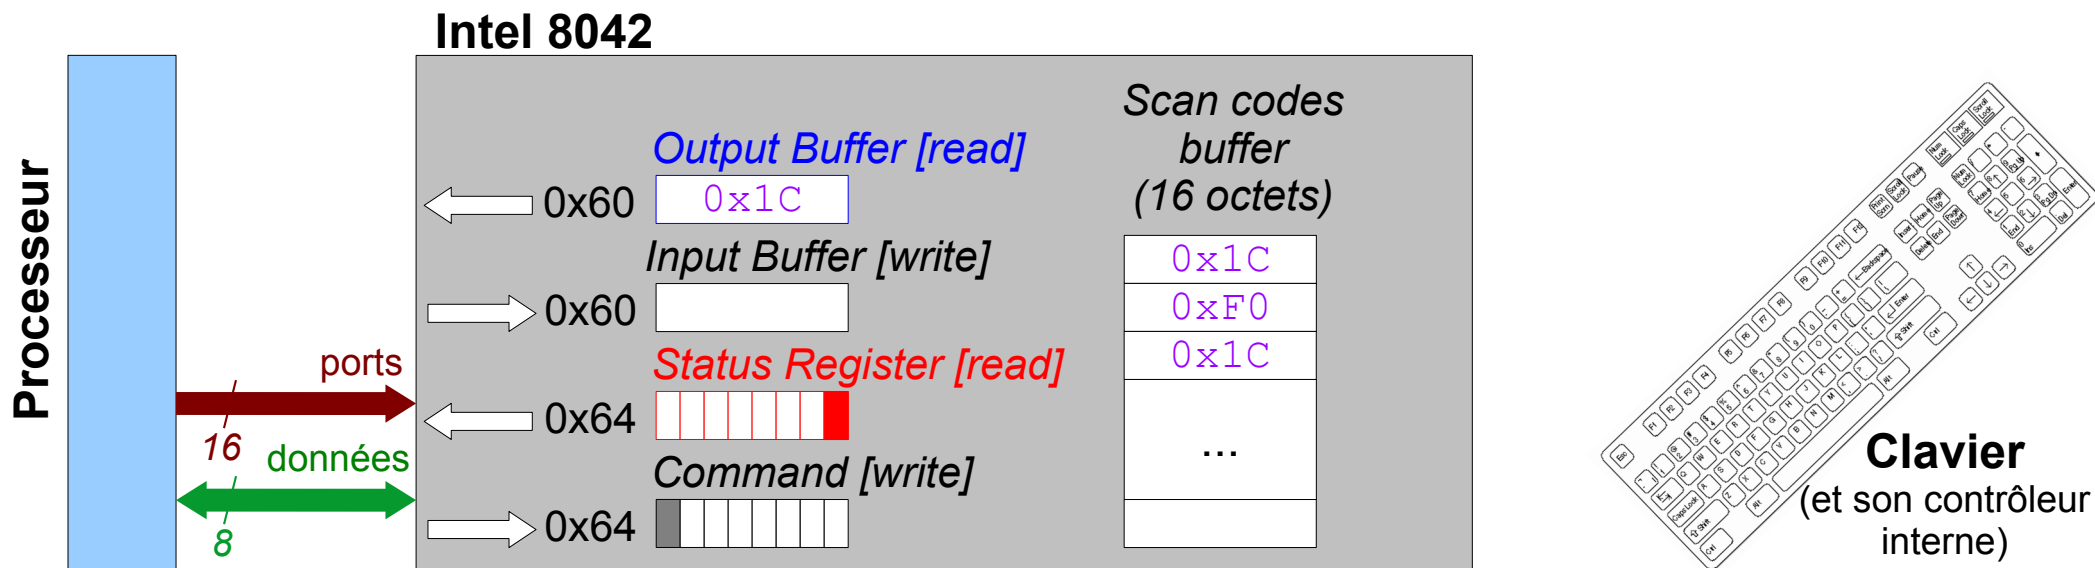 Intel 8042
Processeur
ports
16
données
8
Output Buffer [read]
0x60
0x1C
Input Buffer [write]
0x60
Status Register [read]
0x64
Command [write]
0x64
Scan codes
buffer
(16 octets)
0x1C
0xF0
0x1C
...
Clavier
(et son contrôleur
interne)